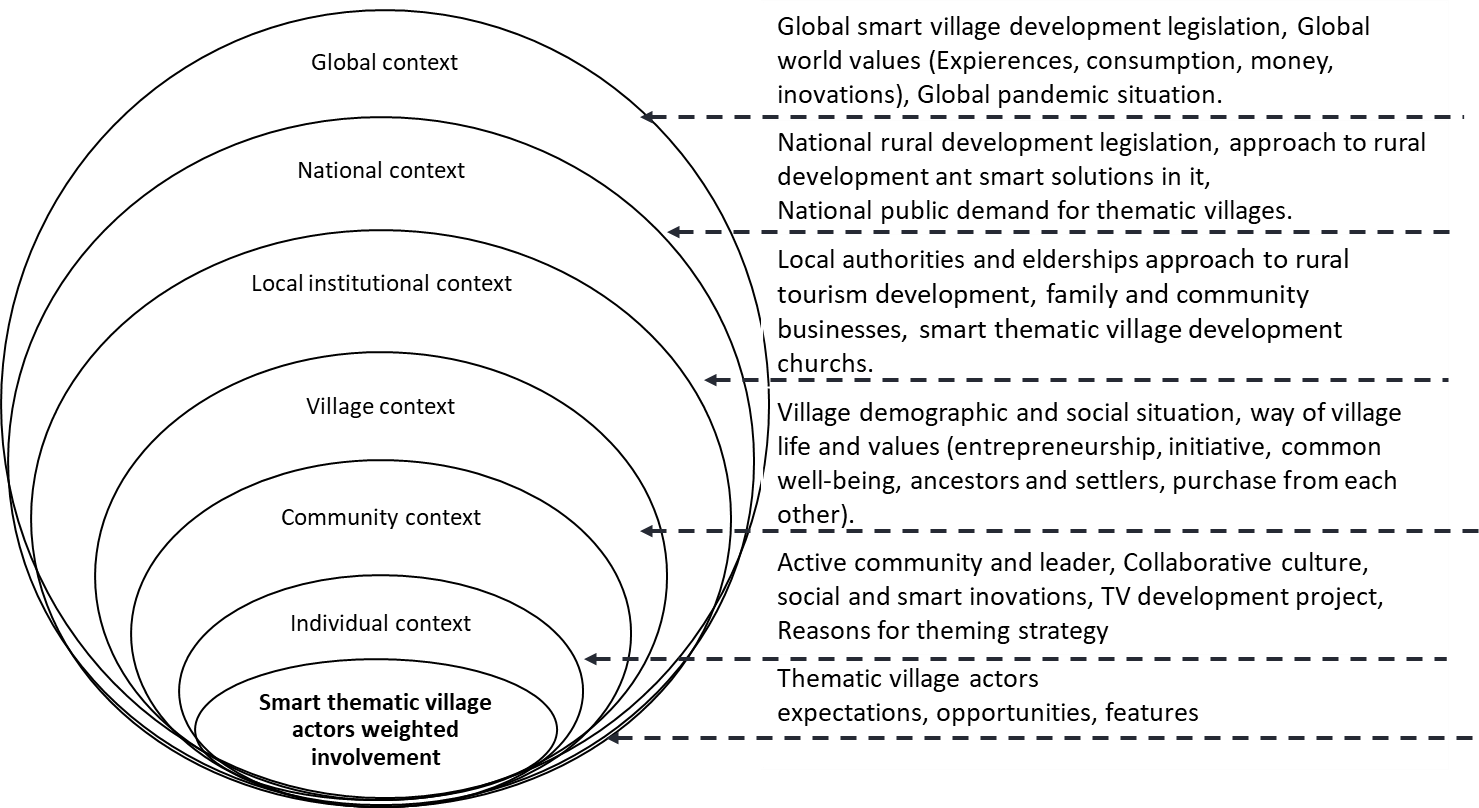 Global context
National context
Local institutional context
Village context
Community context
Individual context
Smart thematic village
actors weighted
involvement
Global smart village development legislation, Global
world values (Expierences, consumption, money,
inovations), Global pandemic situation.
National rural development legislation, approach to rural
development ant smart solutions in it,
National public demand for thematic villages.
Local authorities and elderships approach to rural
tourism development, family and community
businesses, smart thematic village development
churchs.
Village demographic and social situation, way of village
life and values (entrepreneurship, initiative, common
well-being, ancestors and settlers, purchase from each
other).
Active community and leader, Collaborative culture,
social and smart inovations, TV development project,
Reasons for theming strategy
Thematic village actors
expectations, opportunities, features